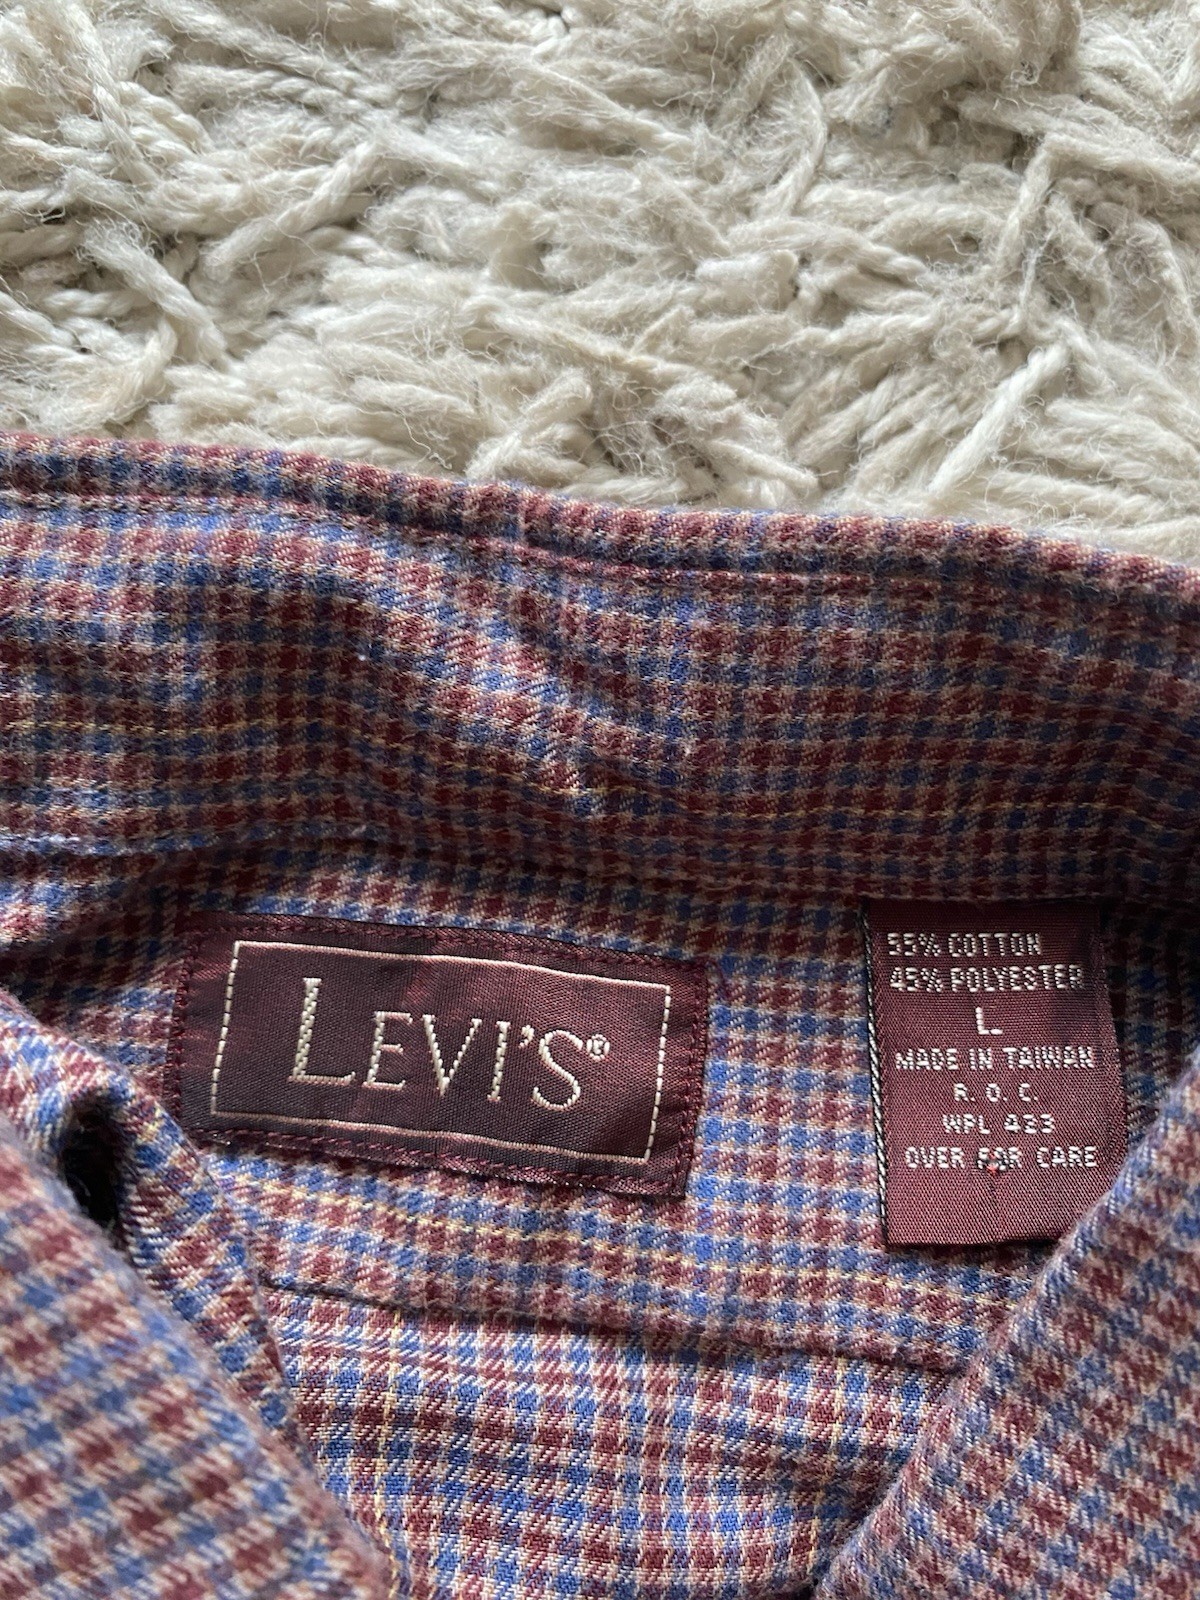 LEVI'S®
55% COTTON
45% POLYESTER
L
MADE IN TAIWAN
R. O. C.
WPL 423
OVER FOR CARE